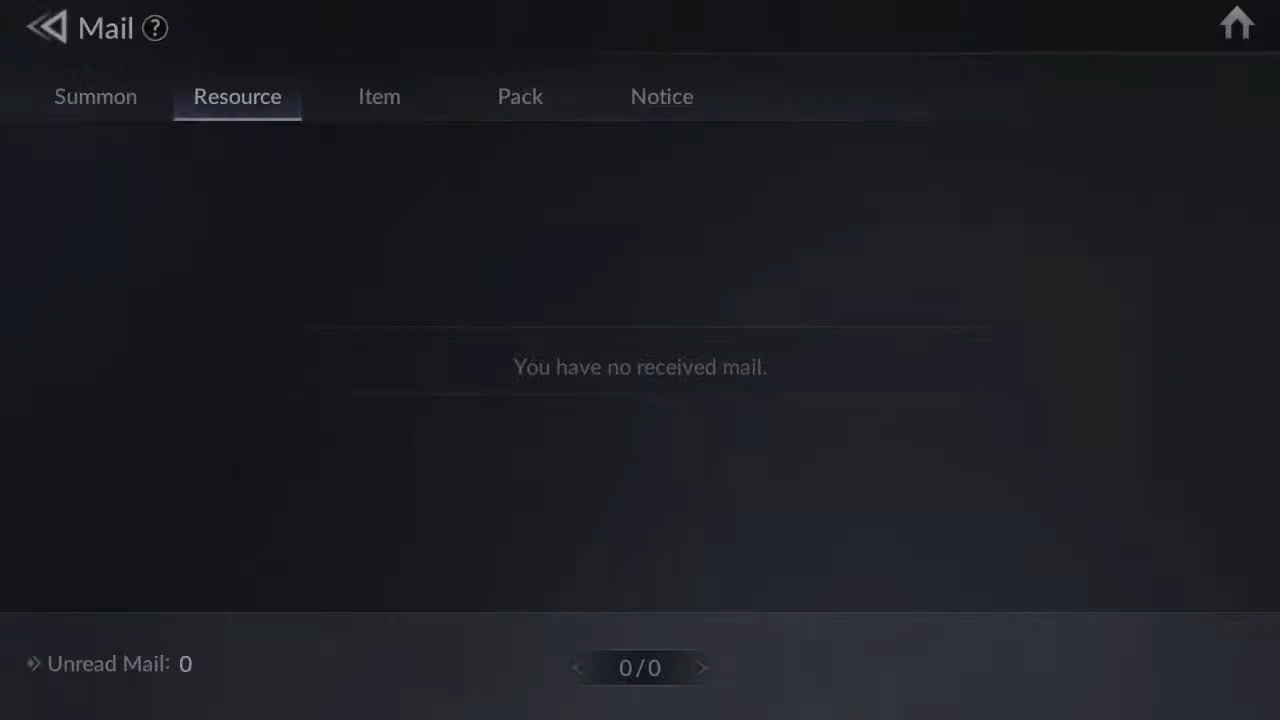 Mail ?
Summon Resource Item Pack Notice
You have no received mail.
Unread Mail: 0
0/0